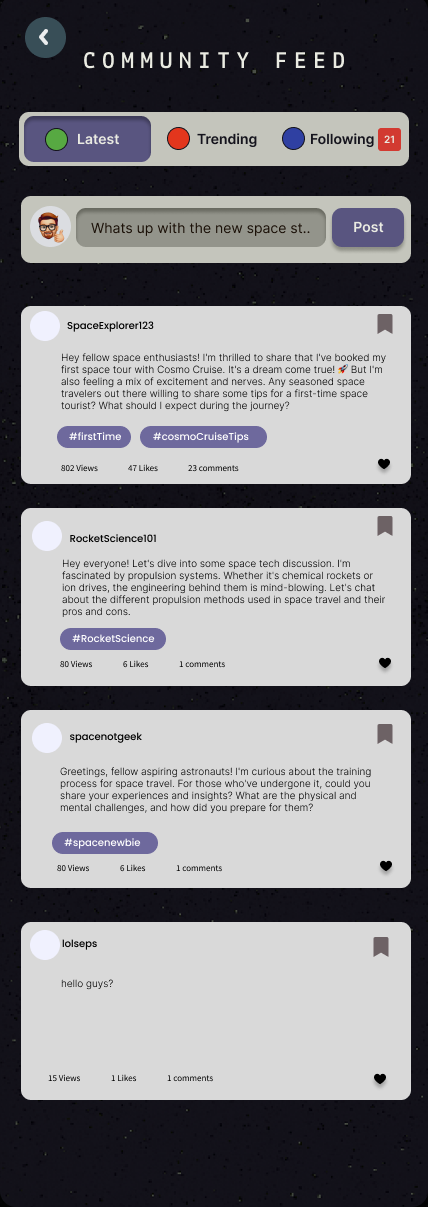 COMMUNITY FEED
Latest
Trending
Following 21
Whats up with the new space st..
Post
SpaceExplorer123
Hey fellow space enthusiasts! I'm thrilled to share that I've booked my
first space tour with Cosmo Cruise. It's a dream come true! 🚀 But I'm
also feeling a mix of excitement and nerves. Any seasoned space
travelers out there willing to share some tips for a first-time space
tourist? What should I expect during the journey?
#firstTime
#cosmoCruiseTips
802 Views
47 Likes
23 comments
RocketScience101
Hey everyone! Let's dive into some space tech discussion. I'm
fascinated by propulsion systems. Whether it's chemical rockets or
ion drives, the engineering behind them is mind-blowing. Let's chat
about the different propulsion methods used in space travel and their
pros and cons.
#RocketScience
80 Views
6 Likes
1 comments
spacenotgeek
Greetings, fellow aspiring astronauts! I'm curious about the training
process for space travel. For those who've undergone it, could you
share your experiences and insights? What are the physical and
mental challenges, and how did you prepare for them?
#spacenewbie
80 Views
6 Likes
1 comments
lolseps
hello guys?
15 Views
1 Likes
1 comments